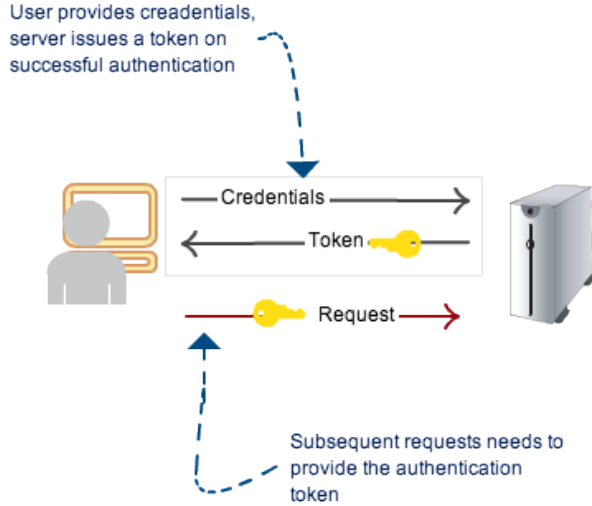 User provides creadentials,
server issues a token on
successful authentication
Credentials
Token
Request
Subsequent requests needs to
provide the authentication
token